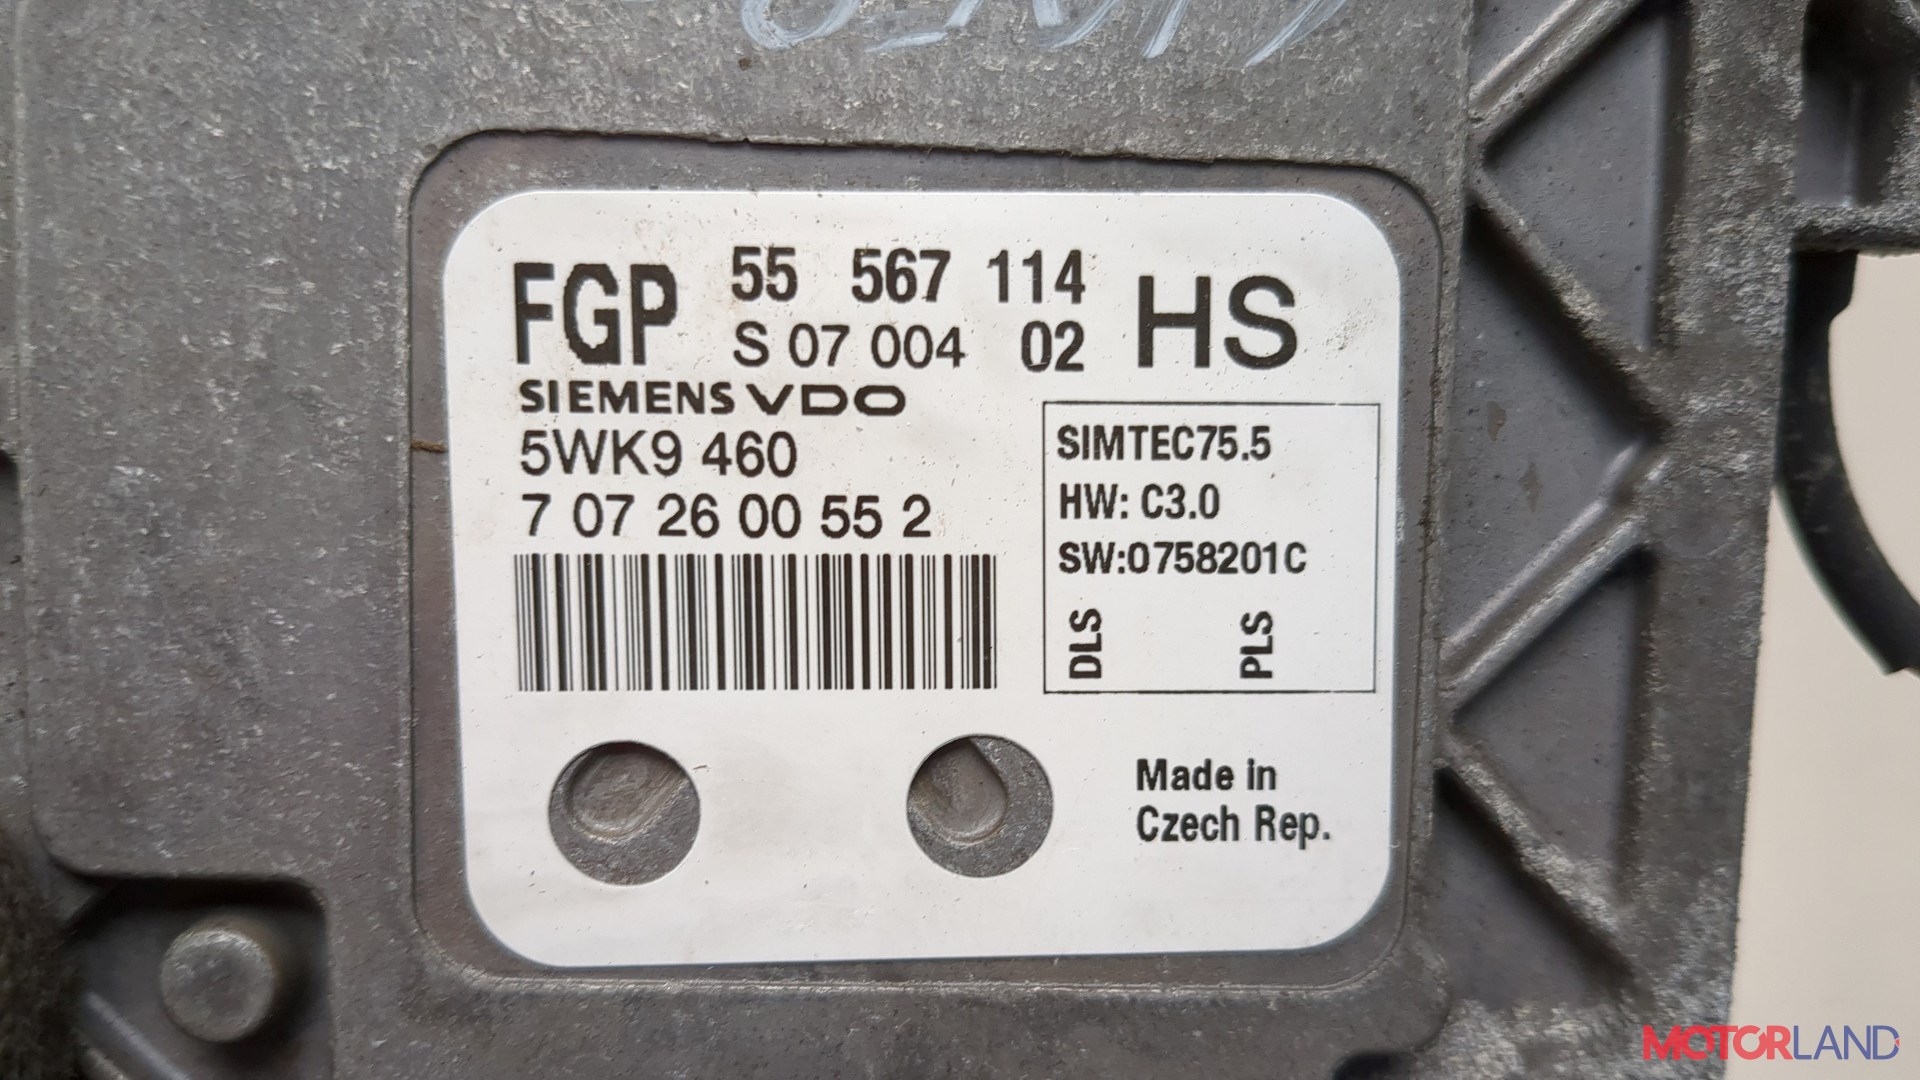 FGP 55 567 114 HS
S 07 004 02
SIEMENS VDO
5WK9 460
7 07 26 00 55 2
SIMTEC75.5
HW: C3.0
SW:0758201C
DLS PLS
Made in
Czech Rep.
MOTORLAND